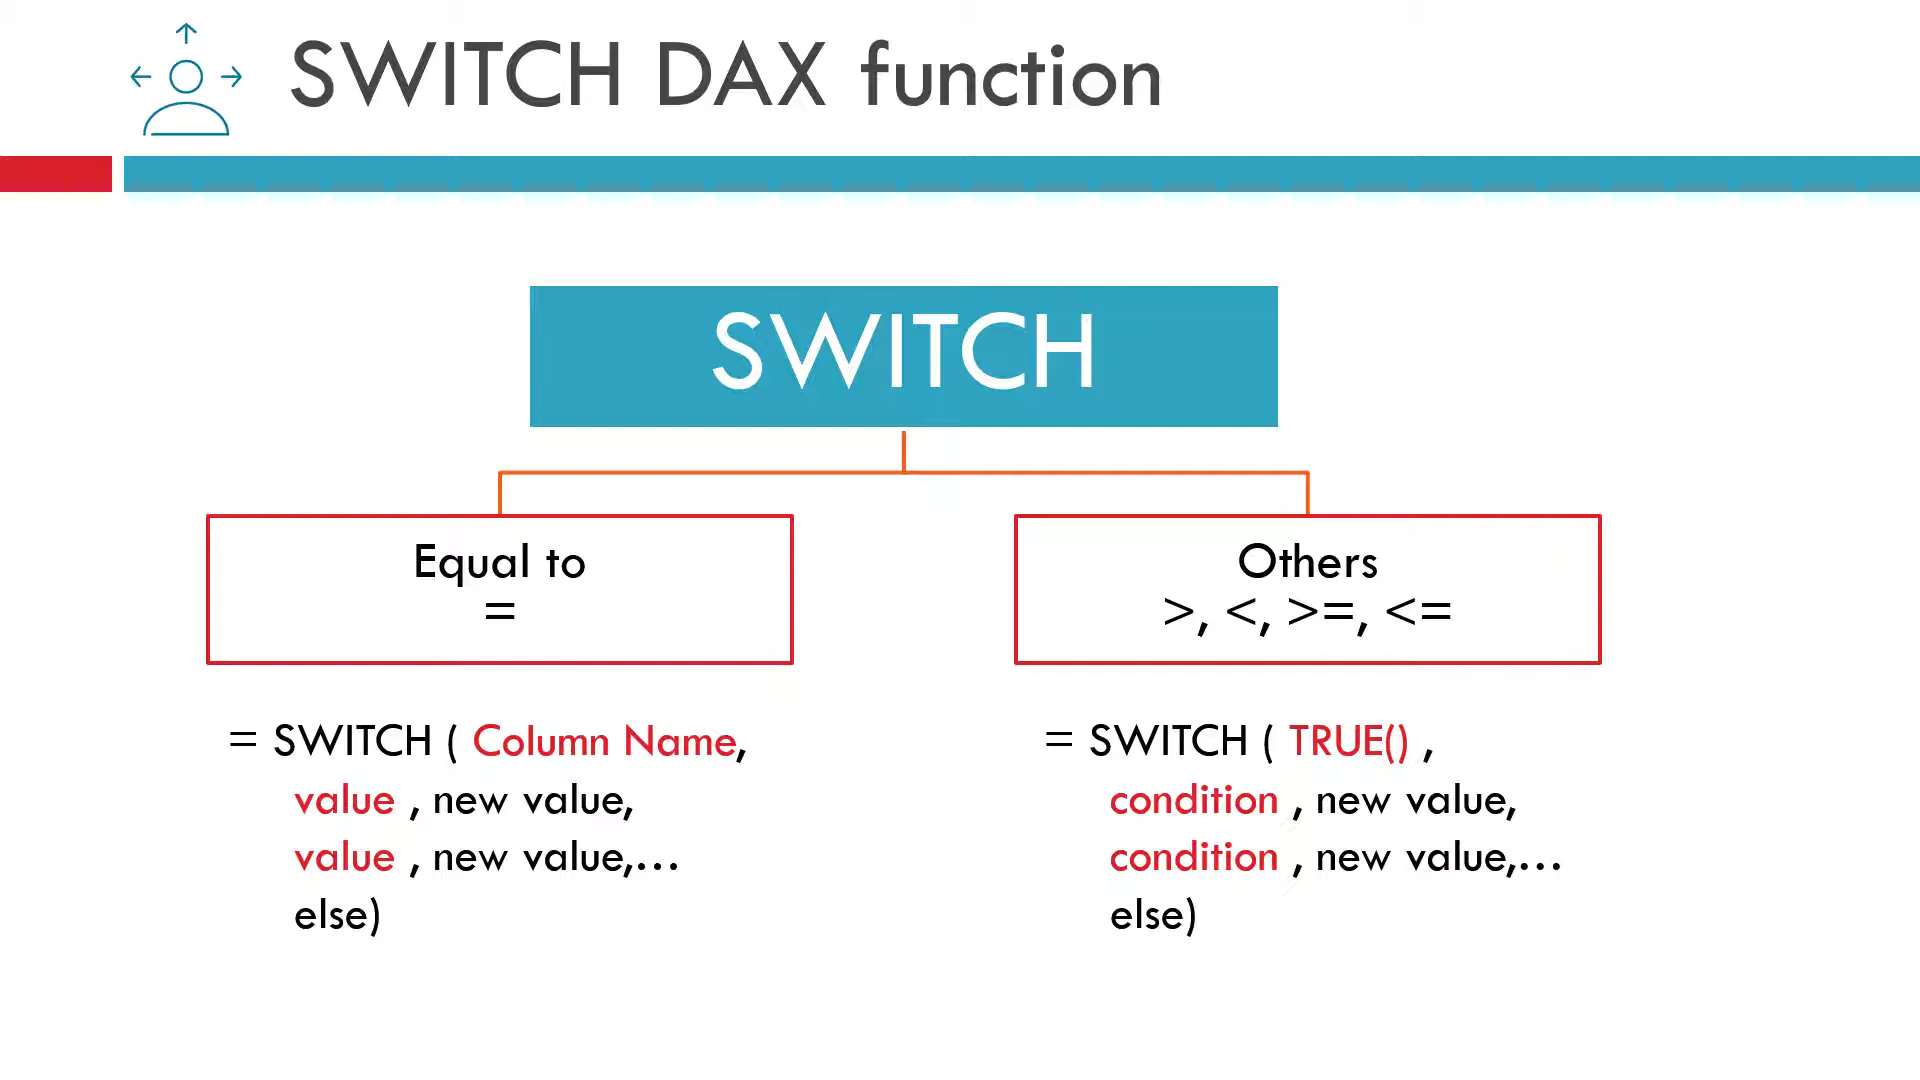 SWITCH DAX function
SWITCH
Equal to
=
Others
>, <, >=, <=
= SWITCH ( Column Name,
value , new value,
value , new value,...
else)
= SWITCH ( TRUE() ,
condition , new value,
condition , new value,...
else)